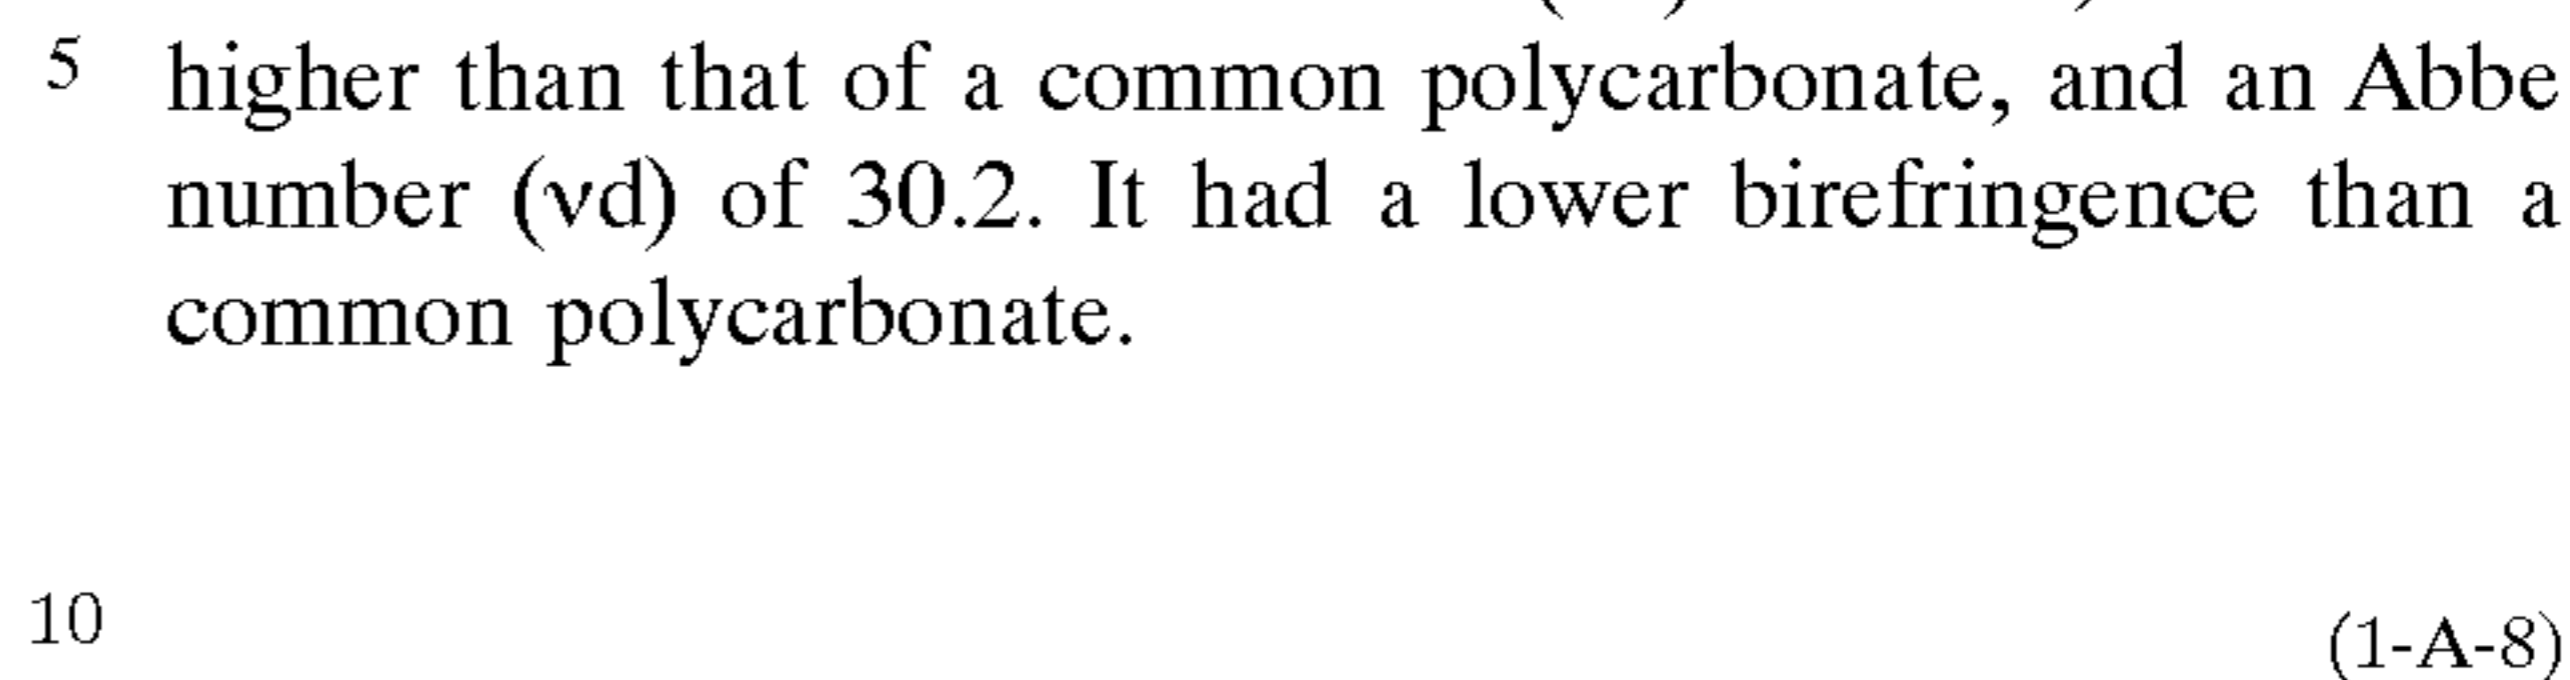 5 higher than that of a common polycarbonate, and an Abbe
number (νd) of 30.2. It had a lower birefringence than a
common polycarbonate.
10 (1-A-8)